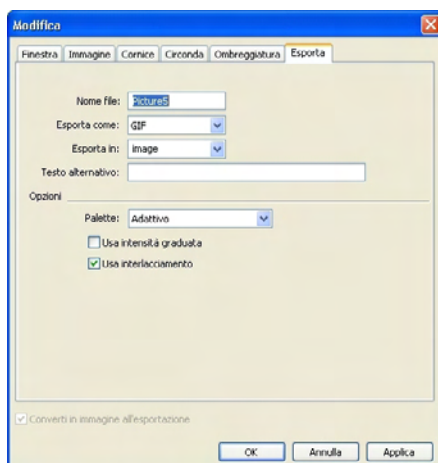 Modifica
Finestra Immagine Cornice Circonda Ombreggiatura Esporta
Nome file: Picture5
Esporta come: GIF
Esporta in: image
Testo alternativo:
Opzioni
Palette: Adattivo
Usa intensità graduata
Usa interlacciamento
Converti in immagine all'esportazione
OK Annulla Applica